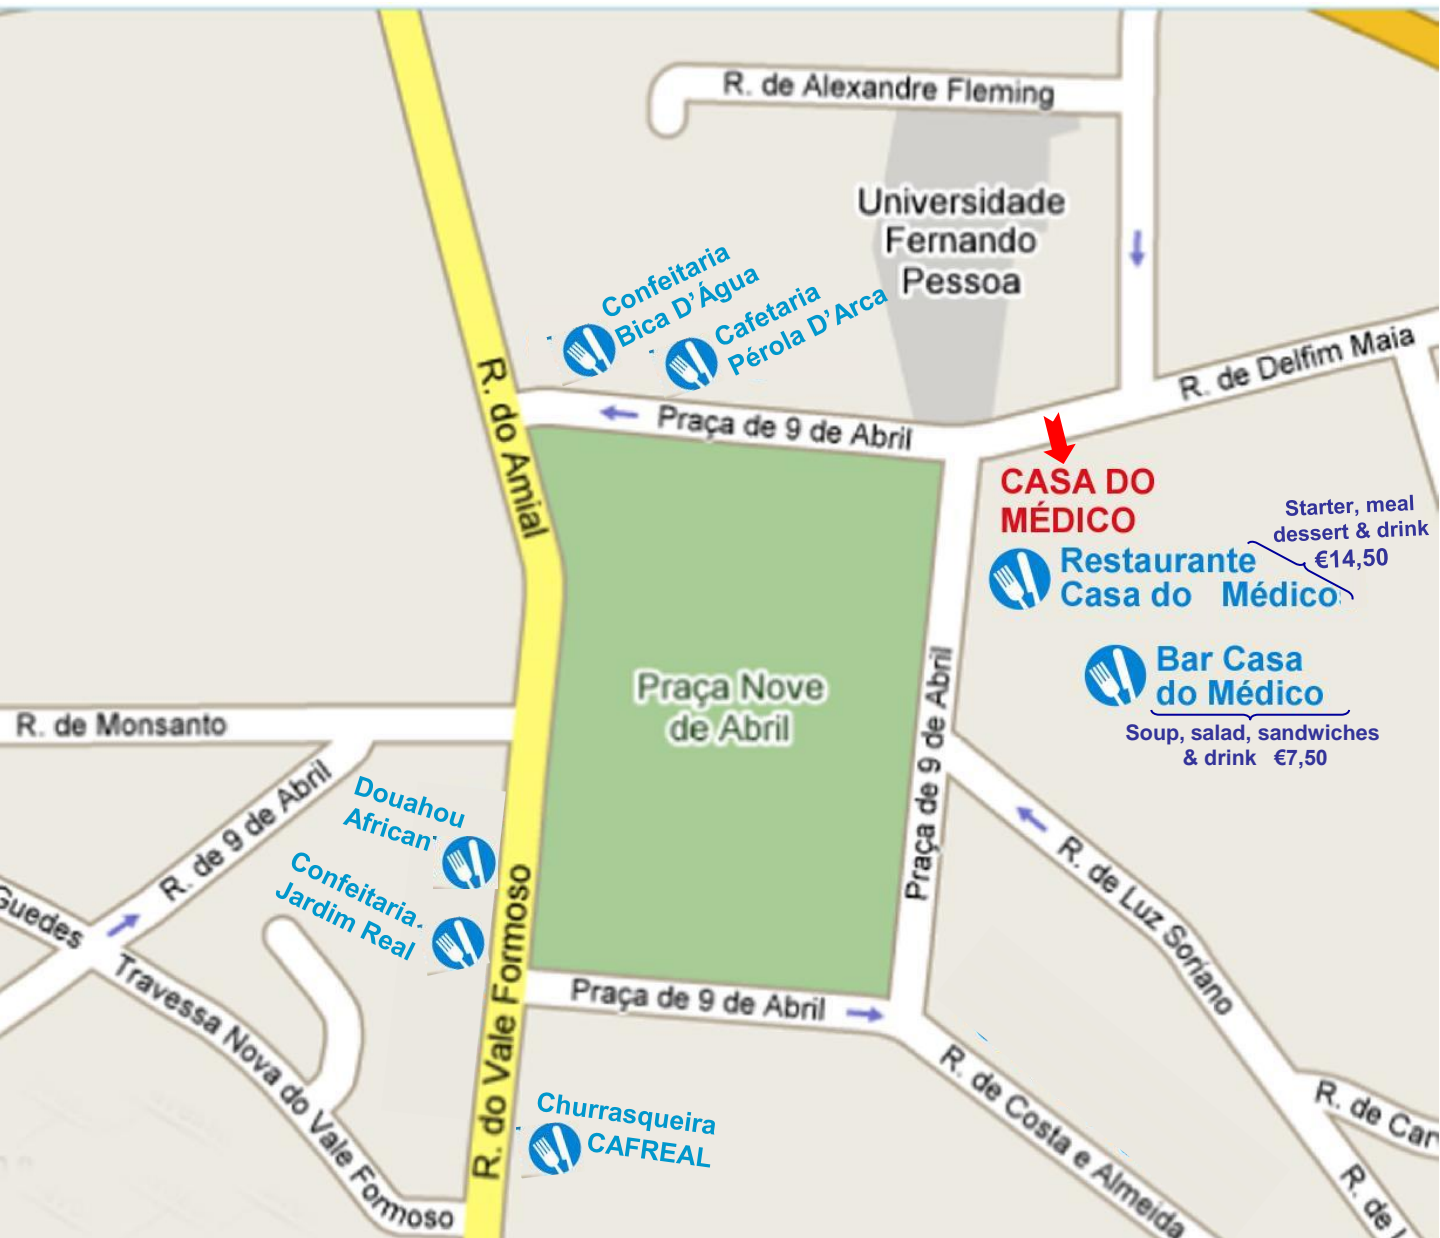 R. de Alexandre Fleming
Universidade
Fernando
Pessoa
Confeitaria
Bica D'Água
Cafetaria
Pérola D'Arca
R. de Delfim Maia
R. do Amial
Praça de 9 de Abril
CASA DO
MÉDICO
Starter, meal
dessert & drink
€14,50
Restaurante
Casa do Médico
Bar Casa
do Médico
Soup, salad, sandwiches
& drink €7,50
Praça Nove
de Abril
Praça de 9 de Abril
R. de Monsanto
R. de 9 de Abril
Douahou
African
Confeitaria
Jardim Real
Guedes
Travessa Nova do Vale Formoso
R. do Vale Formoso
Praça de 9 de Abril
R. de Luz Soriano
R. de Costa e Almeida
R. de Car
R. de
Churrasqueira
CAFREAL